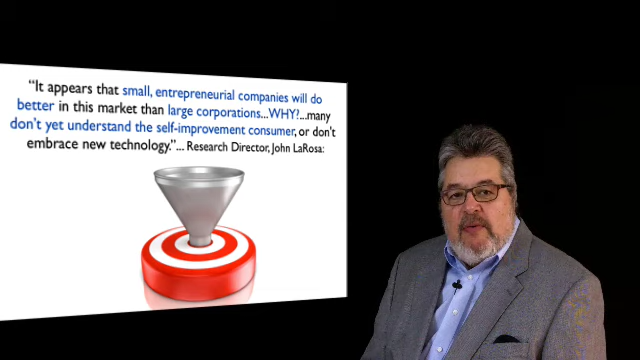 “It appears that small, entrepreneurial companies will do
better in this market than large corporations...WHY?...many
don't yet understand the self-improvement consumer, or don't
embrace new technology.”... Research Director, John LaRosa: